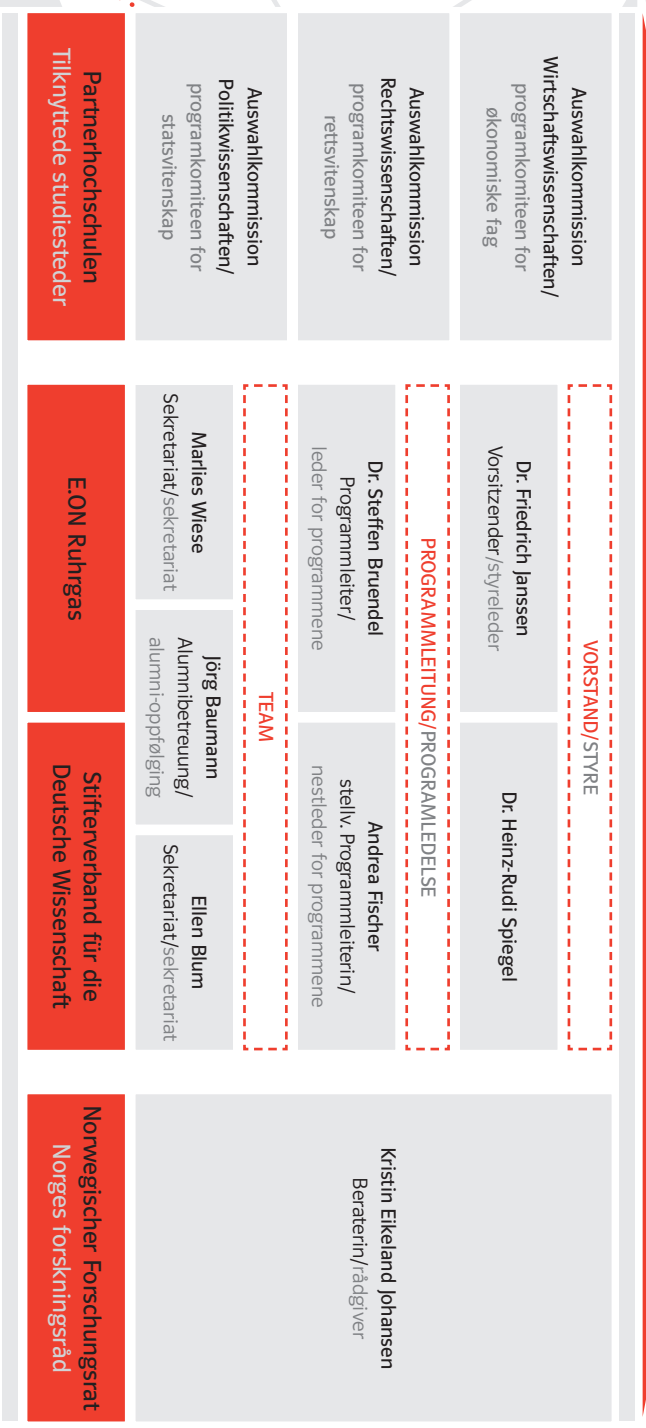 Auswahlkommission
Wirtschaftswissenschaften/
programkomiteen for
økonomiske fag
Auswahlkommission
Rechtswissenschaften/
programkomiteen for
rettsvitenskap
Auswahlkommission
Politikwissenschaften/
programkomiteen for
statsvitenskap
Partnerhochschulen
Tilknyttede studiesteder
VORSTAND/STYRE
Dr. Friedrich Janssen
Vorsitzender/styreleder
Dr. Heinz-Rudi Spiegel
PROGRAMMLEITUNG/PROGRAMLEDELSE
Dr. Steffen Bruendel
Programmleiter/
leder for programmene
Andrea Fischer
stellv. Programmleiterin/
nestleder for programmene
TEAM
Marlies Wiese
Sekretariat/sekretariat
Jörg Baumann
Alumnibetreuung/
alumni-oppfølging
Ellen Blum
Sekretariat/sekretariat
E.ON Ruhrgas
Stifterverband für die
Deutsche Wissenschaft
Kristin Eikeland Johansen
Beraterin/rådgiver
Norwegischer Forschungsrat
Norges forskningsråd